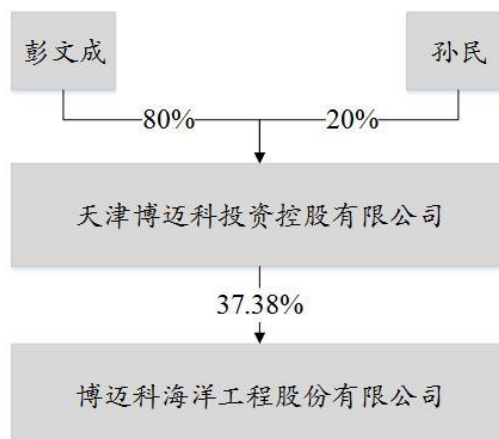 彭文成
孙民
80%
20%
天津博迈科投资控股有限公司
37.38%
博迈科海洋工程股份有限公司